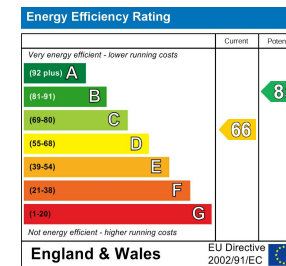 Energy Efficiency Rating
Current
Very energy efficient - lower running costs
(92 plus) A
(81-91) B
(69-80) C
(55-68) D
(39-54) E
(21-38) F
(1-20) G
66
Not energy efficient - higher running costs
England & Wales
EU Directive
2002/91/EC